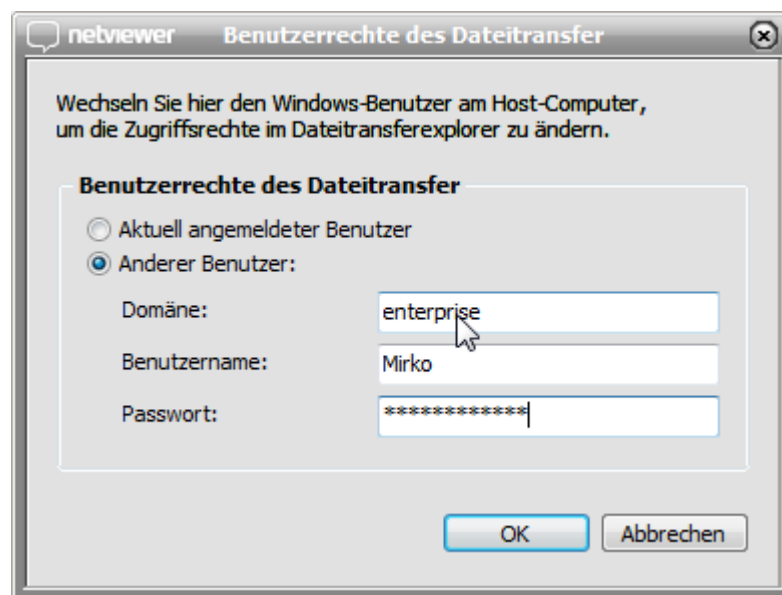 netviewer Benutzerrechte des Dateitransfer
Wechseln Sie hier den Windows-Benutzer am Host-Computer,
um die Zugriffsrechte im Dateitransferexplorer zu ändern.
Benutzerrechte des Dateitransfer
Aktuell angemeldeter Benutzer
Anderer Benutzer:
Domäne: enterprise
Benutzername: Mirko
Passwort: ************
OK Abbrechen